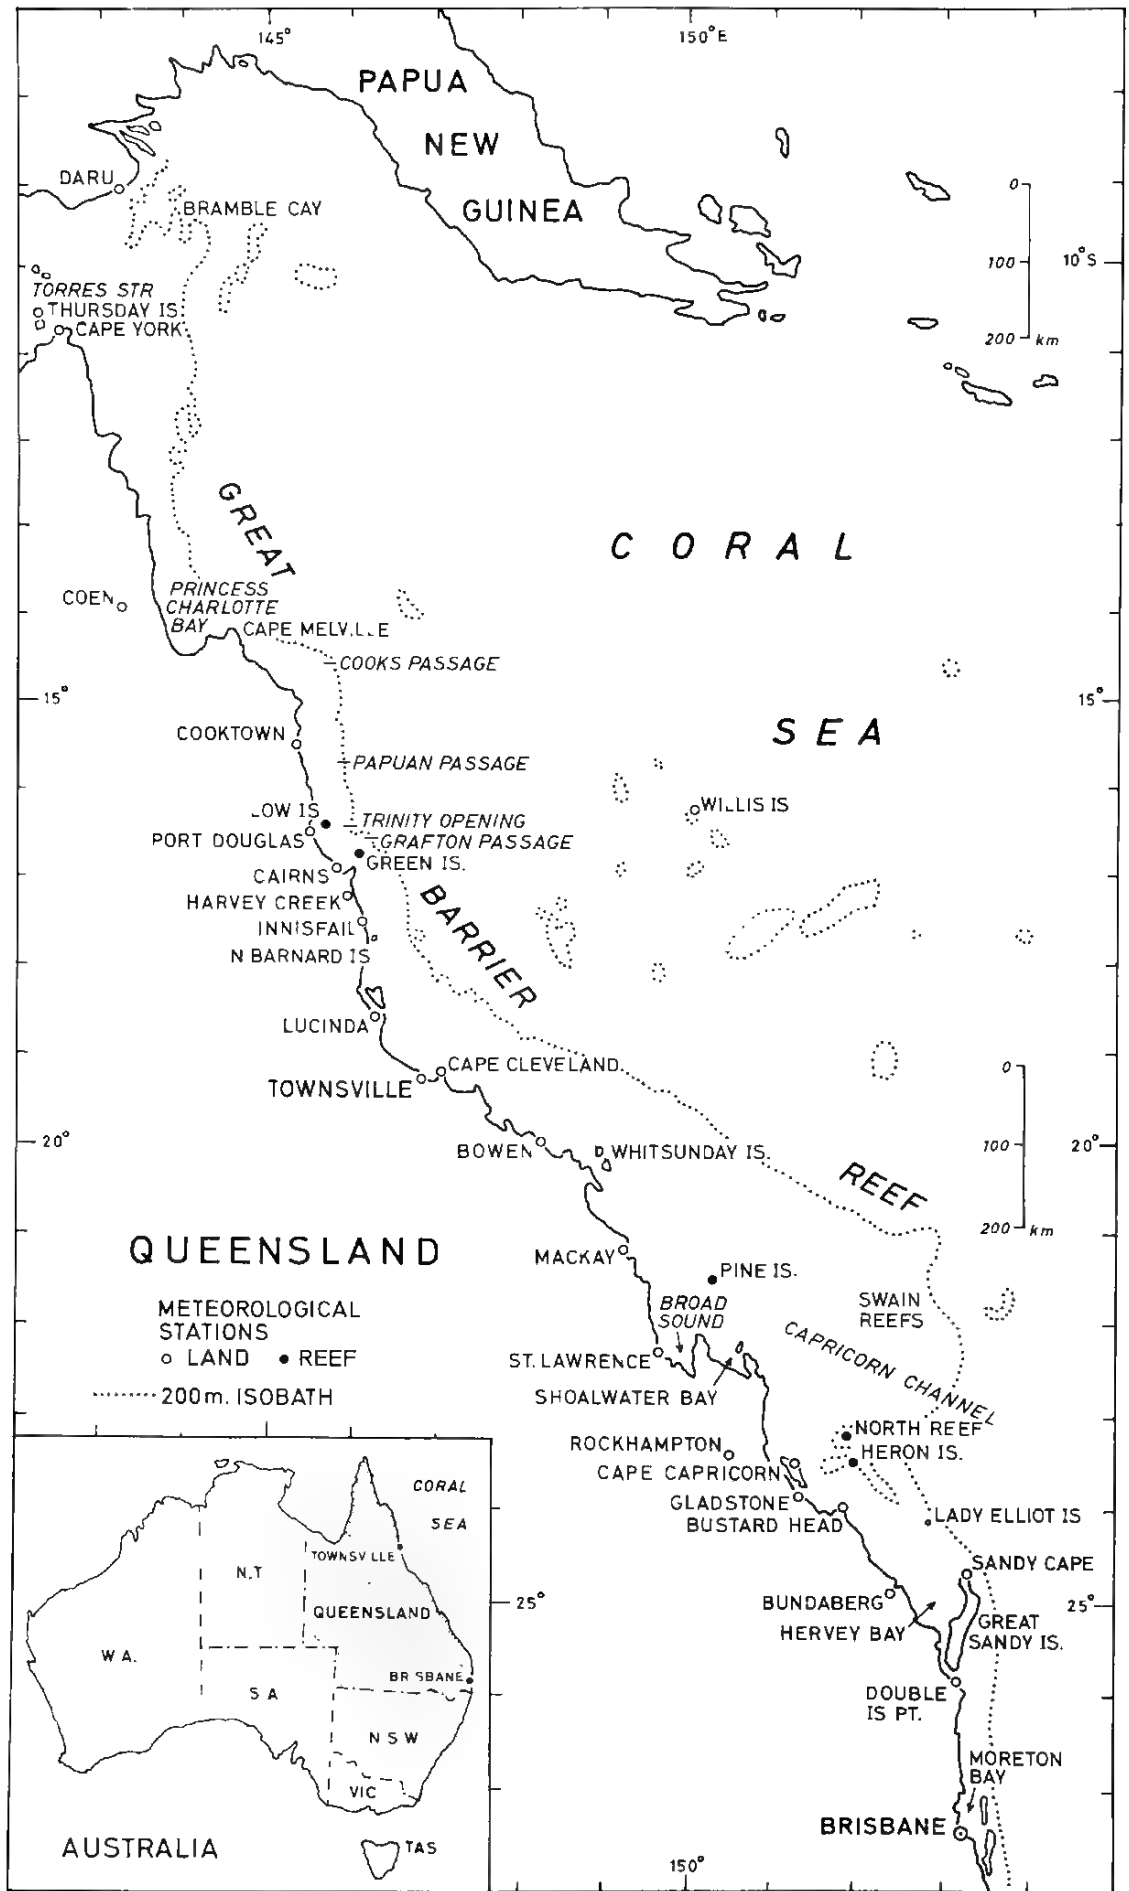 145°
150°E
PAPUA
NEW
GUINEA
DARU
BRAMBLE CAY
0
100
200 km
10°S
TORRES STR
THURSDAY IS.
CAPE YORK
GREAT
CORAL
COEN
PRINCESS
CHARLOTTE
BAY
CAPE MELVILLE
COOKS PASSAGE
15°
15°
SEA
COOKTOWN
PAPUAN PASSAGE
WILLIS IS
LOW IS
TRINITY OPENING
PORT DOUGLAS
GRAFTON PASSAGE
GREEN IS.
CAIRNS
HARVEY CREEK
BARRIER
INNISFAIL
N BARNARD IS
LUCINDA
CAPE CLEVELAND.
TOWNSVILLE
0
100
200 km
20°
20°
BOWEN
WHITSUNDAY IS.
REEF
QUEENSLAND
MACKAY
PINE IS.
METEOROLOGICAL
STATIONS
LAND REEF
200m. ISOBATH
BROAD
SOUND
SWAIN
REEFS
ST. LAWRENCE
CAPRICORN CHANNEL
SHOALWATER BAY
NORTH REEF
ROCKHAMPTON
HERON IS.
CAPE CAPRICORN
GLADSTONE
BUSTARD HEAD
LADY ELLIOT IS
SANDY CAPE
BUNDABERG
25°
25°
HERVEY BAY
GREAT
SANDY IS.
DOUBLE
IS PT.
MORETON
BAY
BRISBANE
150°
CORAL
SEA
TOWNSVILLE
N.T
QUEENSLAND
W A.
BRISBANE
S A
N S W
VIC
AUSTRALIA
TAS